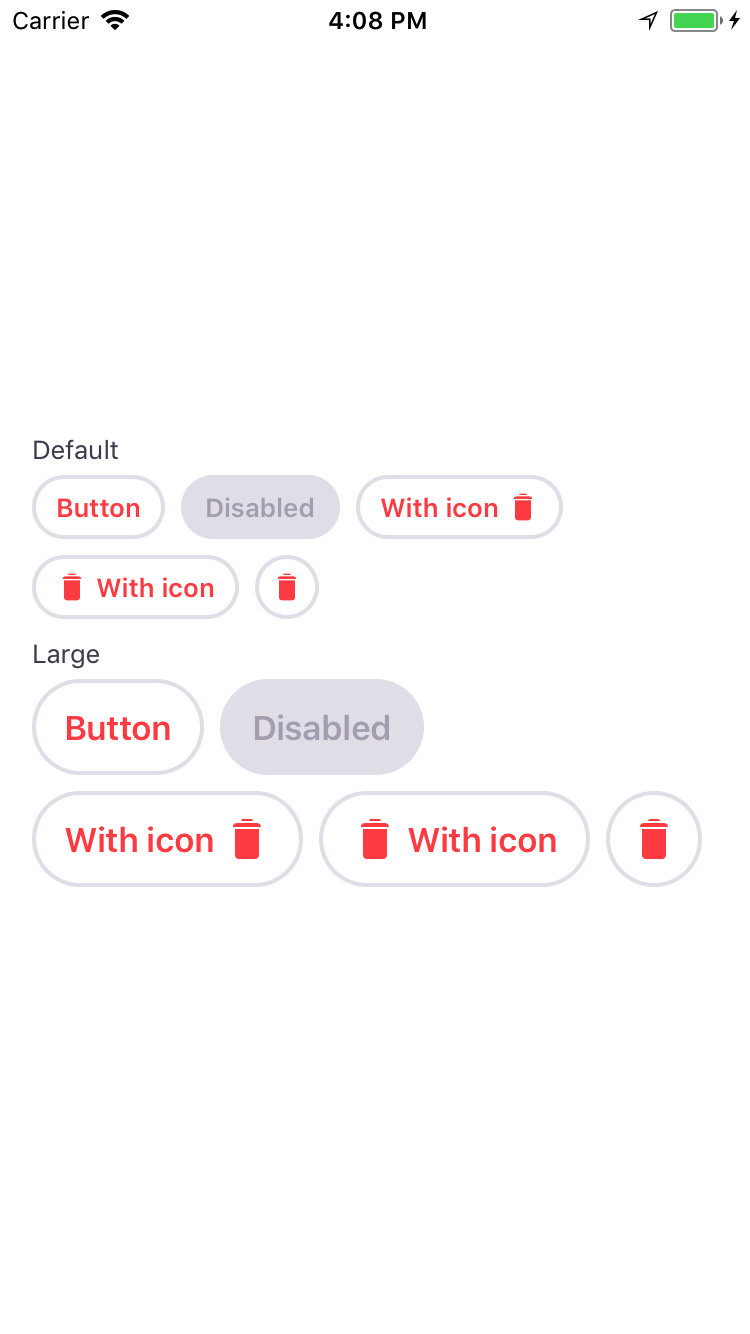 Carrier 4:08 PM
Default
Button Disabled With icon
With icon
Large
Button Disabled
With icon With icon